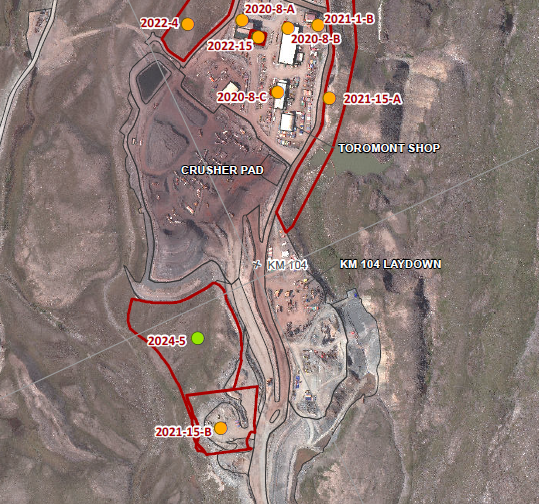 2020-8-A
2021-1-B
2022-4
2022-15
2020-8-B
2020-8-C
2021-15-A
TOROMONT SHOP
CRUSHER PAD
KM 104
KM 104 LAYDOWN
2024-5
2021-15-B